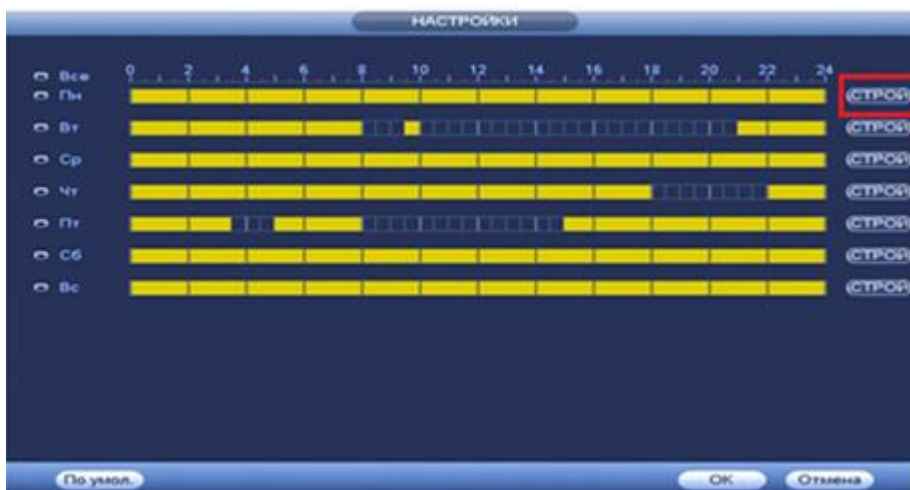 НАСТРОЙКИ
Все 0 2 4 6 8 10 12 14 16 18 20 22 24
Пн СТРОЙ
Вт СТРОЙ
Ср СТРОЙ
Чт СТРОЙ
Пт СТРОЙ
Сб СТРОЙ
Вс СТРОЙ
По умол. OK Отмена